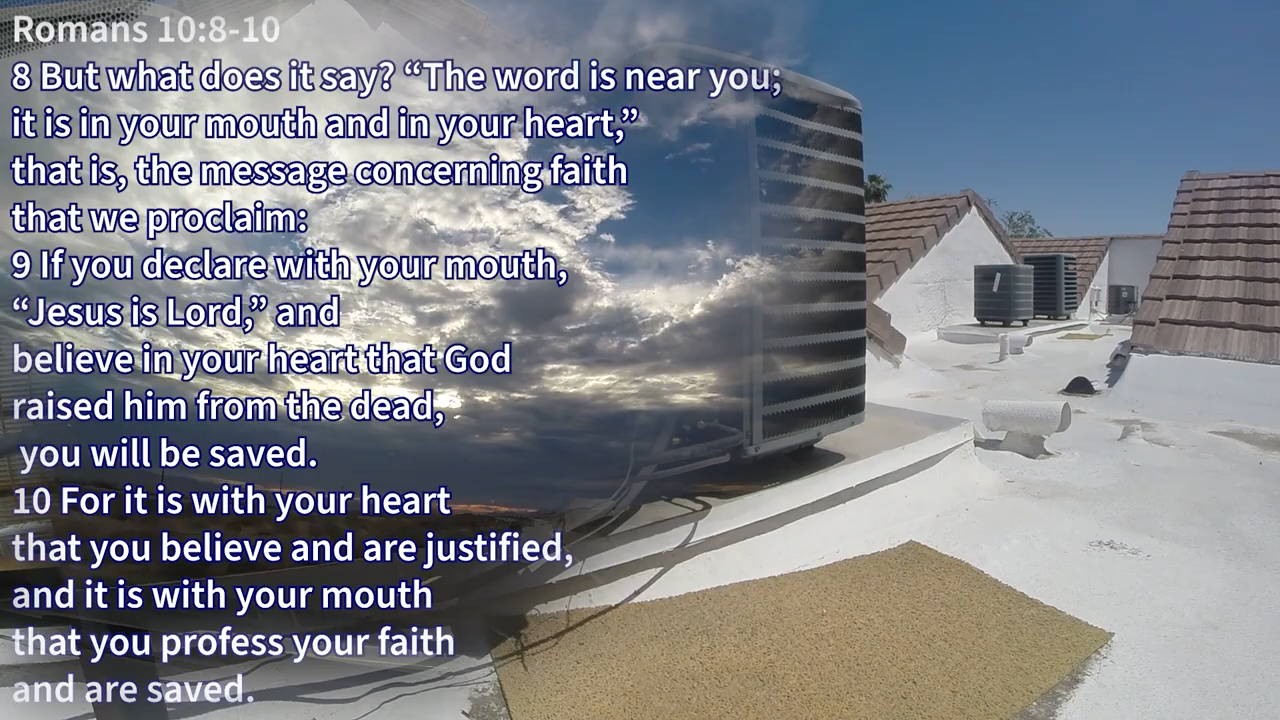 Romans 10:8-10
8 But what does it say? “The word is near you;
it is in your mouth and in your heart,”
that is, the message concerning faith
that we proclaim:
9 If you declare with your mouth,
“Jesus is Lord,” and
believe in your heart that God
raised him from the dead,
you will be saved.
10 For it is with your heart
that you believe and are justified,
and it is with your mouth
that you profess your faith
and are saved.